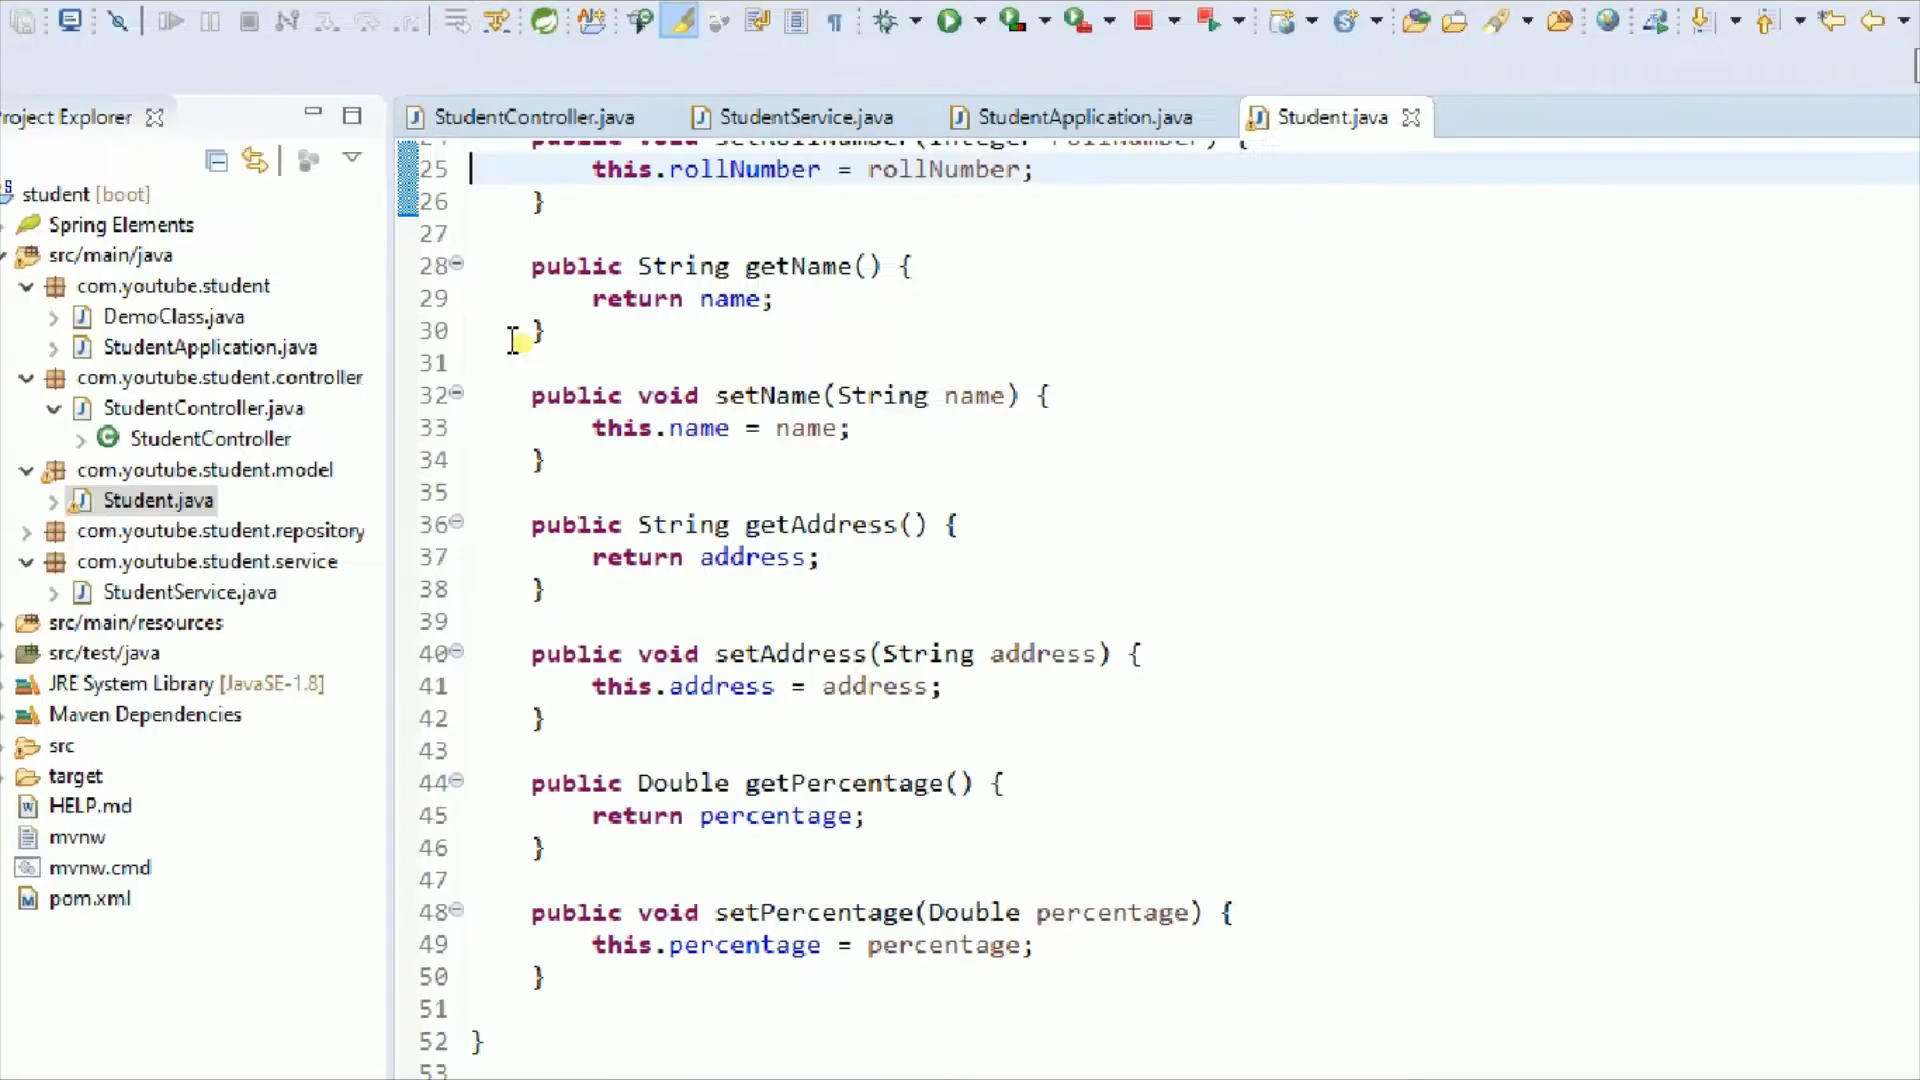 Project Explorer
student [boot]
Spring Elements
src/main/java
com.youtube.student
DemoClass.java
StudentApplication.java
com.youtube.student.controller
StudentController.java
StudentController
com.youtube.student.model
Student.java
com.youtube.student.repository
com.youtube.student.service
StudentService.java
src/main/resources
src/test/java
JRE System Library [JavaSE-1.8]
Maven Dependencies
src
target
HELP.md
mvnw
mvnw.cmd
pom.xml
StudentController.java StudentService.java StudentApplication.java Student.java
24 public void setRollNumber(Integer rollNumber) {
25 this.rollNumber = rollNumber;
26 }
27
28 public String getName() {
29 return name;
30 }
31
32 public void setName(String name) {
33 this.name = name;
34 }
35
36 public String getAddress() {
37 return address;
38 }
39
40 public void setAddress(String address) {
41 this.address = address;
42 }
43
44 public Double getPercentage() {
45 return percentage;
46 }
47
48 public void setPercentage(Double percentage) {
49 this.percentage = percentage;
50 }
51
52 }
53